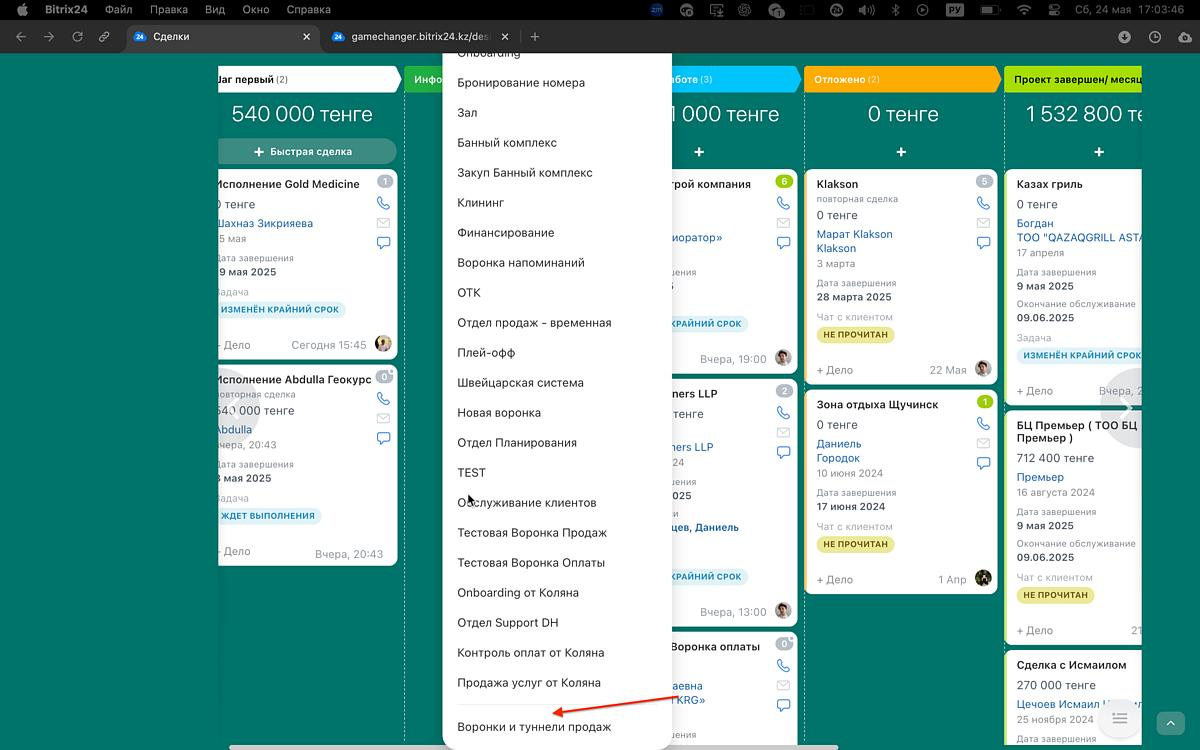 Bitrix24 Файл Правка Вид Окно Справка
zm 24 1 24 РУ Сб, 24 мая 17:03:46
24 Сделки
24 gamechanger.bitrix24.kz/des
Шаг первый (2)
540 000 тенге
+ Быстрая сделка
Исполнение Gold Medicine
1
0 тенге
Шахназ Зикрияева
5 мая
Дата завершения
9 мая 2025
Задача
ИЗМЕНЁН КРАЙНИЙ СРОК
+ Дело Сегодня 15:45
Исполнение Abdulla Геокурс
0
повторная сделка
540 000 тенге
Abdulla
вчера, 20:43
Дата завершения
8 мая 2025
Задача
ЖДЕТ ВЫПОЛНЕНИЯ
+ Дело Вчера, 20:43
Инфо
Onboarding
Бронирование номера
Зал
Банный комплекс
Закуп Банный комплекс
Клининг
Финансирование
Воронка напоминаний
ОТК
Отдел продаж - временная
Плей-офф
Швейцарская система
Новая воронка
Отдел Планирования
TEST
Обслуживание клиентов
Тестовая Воронка Продаж
Тестовая Воронка Оплаты
Onboarding от Коляна
Отдел Support DH
Контроль оплат от Коляна
Продажа услуг от Коляна
Воронки и туннели продаж
аботе (3)
1 000 тенге
+
трой компания
6
иоратор»
шения
КРАЙНИЙ СРОК
Вчера, 19:00
ners LLP
2
тенге
ners LLP
24
шения
025
и
цев, Даниель
КРАЙНИЙ СРОК
Вчера, 13:00
Воронка оплаты
0
аевна
KRG»
шения
Отложено (2)
0 тенге
+
Klakson
5
повторная сделка
0 тенге
Марат Klakson
Klakson
3 марта
Дата завершения
28 марта 2025
Чат с клиентом
НЕ ПРОЧИТАН
+ Дело 22 Мая
Зона отдыха Щучинск
1
0 тенге
Даниель
Городок
10 июня 2024
Дата завершения
17 июня 2024
Чат с клиентом
НЕ ПРОЧИТАН
+ Дело 1 Апр
Проект завершен/ месяц
1 532 800 те
+
Казах гриль
0 тенге
Богдан
ТОО "QAZAQGRILL ASTA
17 апреля
Дата завершения
9 мая 2025
Окончание обслуживание
09.06.2025
Задача
ИЗМЕНЁН КРАЙНИЙ СРОК
+ Дело Вчера, 2
БЦ Премьер ( ТОО БЦ
Премьер )
712 400 тенге
Премьер
16 августа 2024
Дата завершения
9 мая 2025
Окончание обслуживание
09.06.2025
Чат с клиентом
НЕ ПРОЧИТАН
+ Дело 21
Сделка с Исмаилом
270 000 тенге
Цечоев Исмаил
25 ноября 2024
Дата завершения